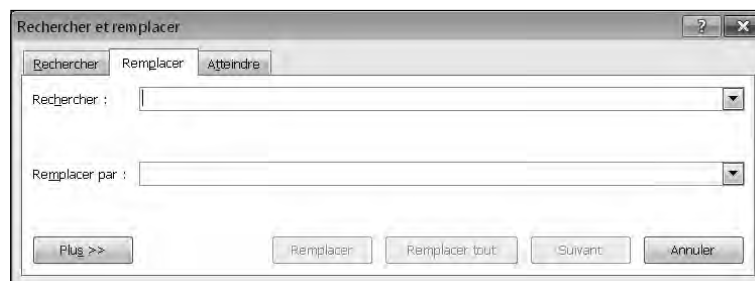 Rechercher et remplacer ? X
Rechercher Remplacer Atteindre
Rechercher :
Remplacer par :
Plus >> Remplacer Remplacer tout Suivant Annuler